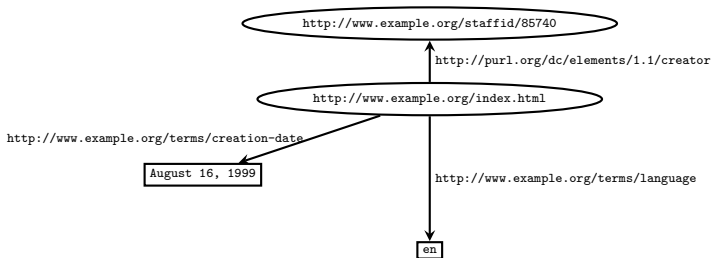 http://www.example.org/staffid/85740
http://purl.org/dc/elements/1.1/creator
http://www.example.org/index.html
http://www.example.org/terms/creation-date
August 16, 1999
http://www.example.org/terms/language
en